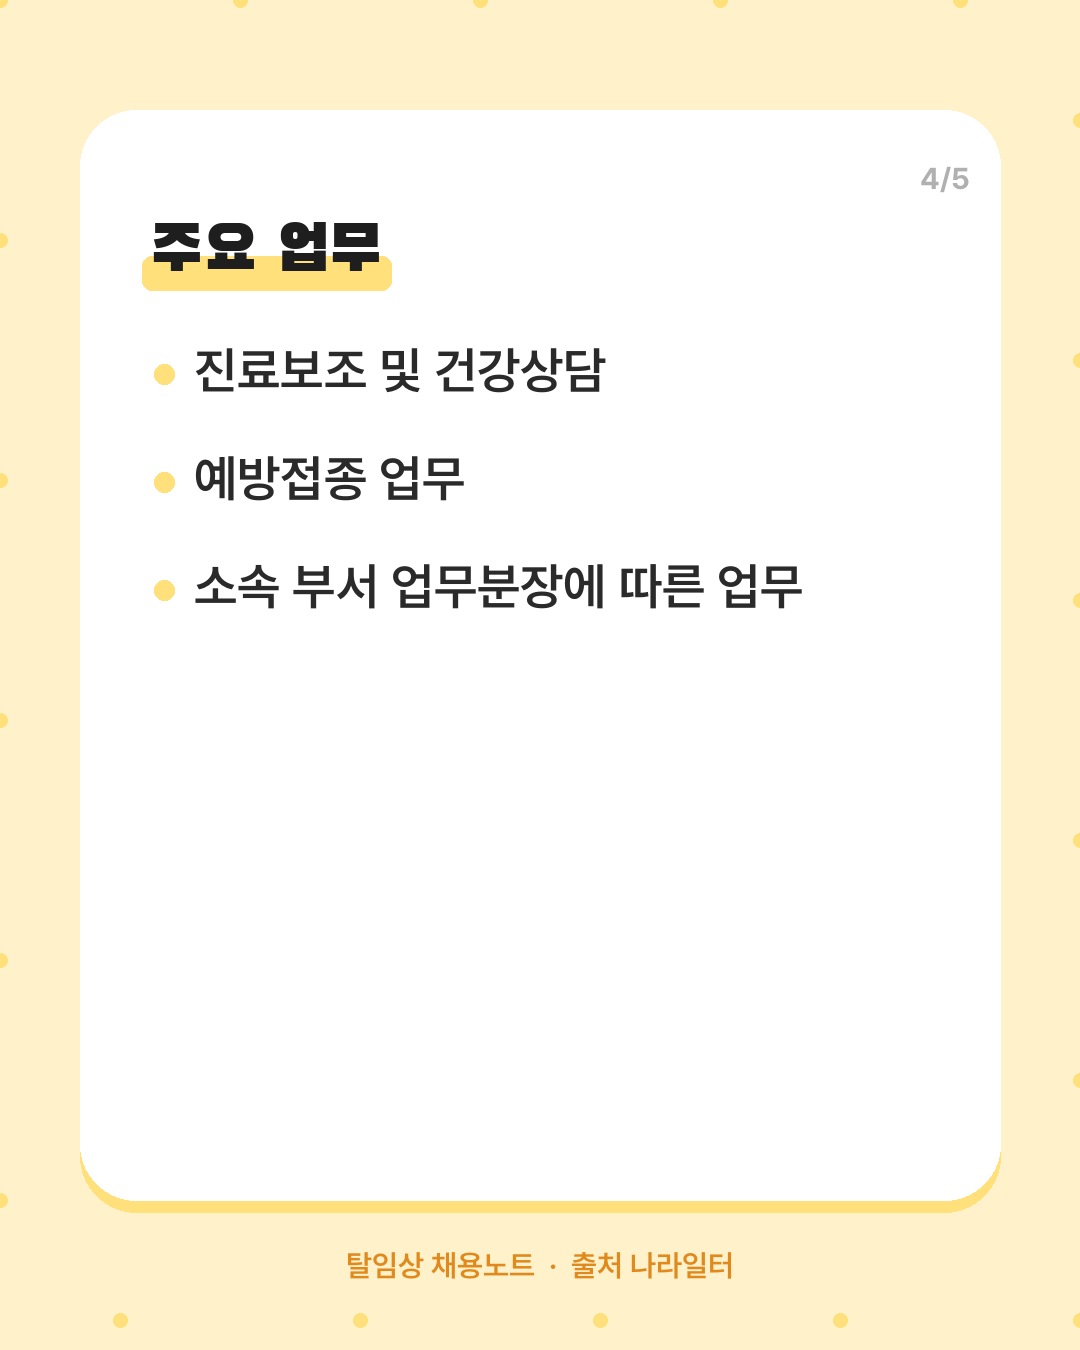 4/5
주요 업무
진료보조 및 건강상담
예방접종 업무
소속 부서 업무분장에 따른 업무
탈임상 채용노트 · 출처 나라일터